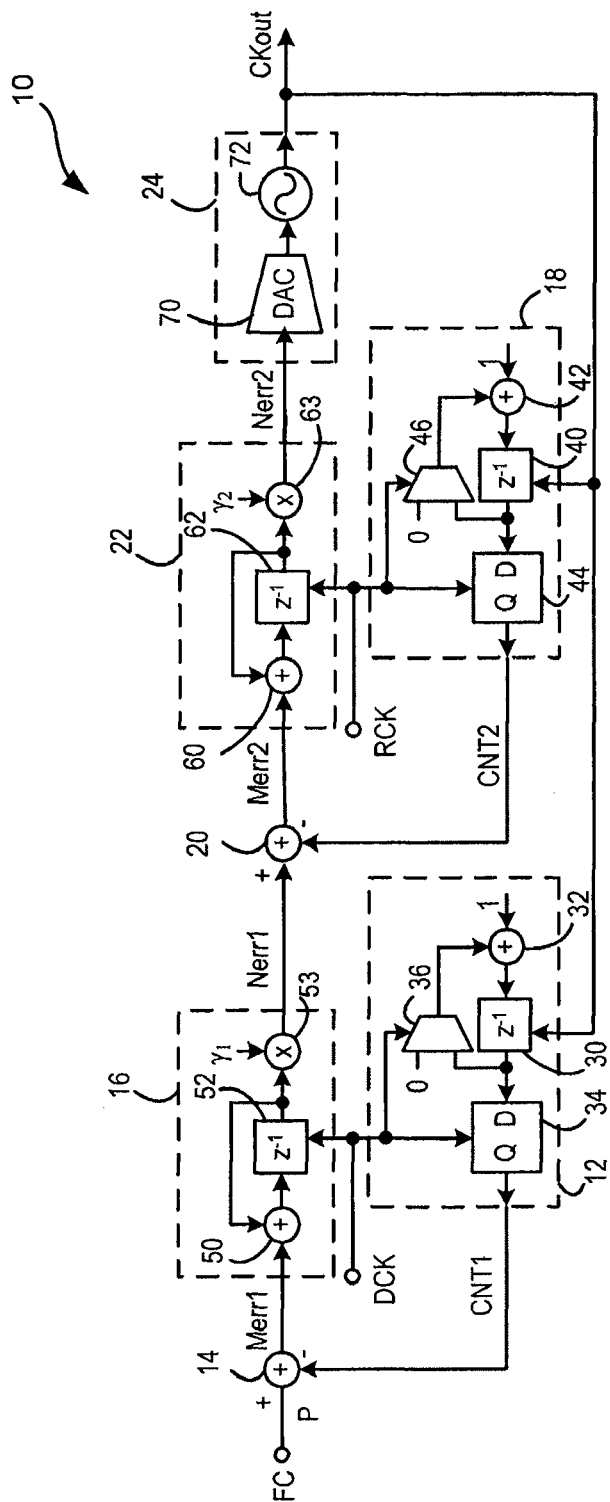 10
24
CKout
72
70
DAC
Nerr2
22
γ2
63
62
z-1
60
Merr2
20
+
-
Nerr1
16
γ1
53
52
z-1
50
Merr1
14
+
-
P
FC
+
x
+
+
x
+
RCK
DCK
18
46
1
+
42
0
z-1
40
Q D
44
CNT2
36
1
+
32
0
z-1
30
Q D
34
12
CNT1